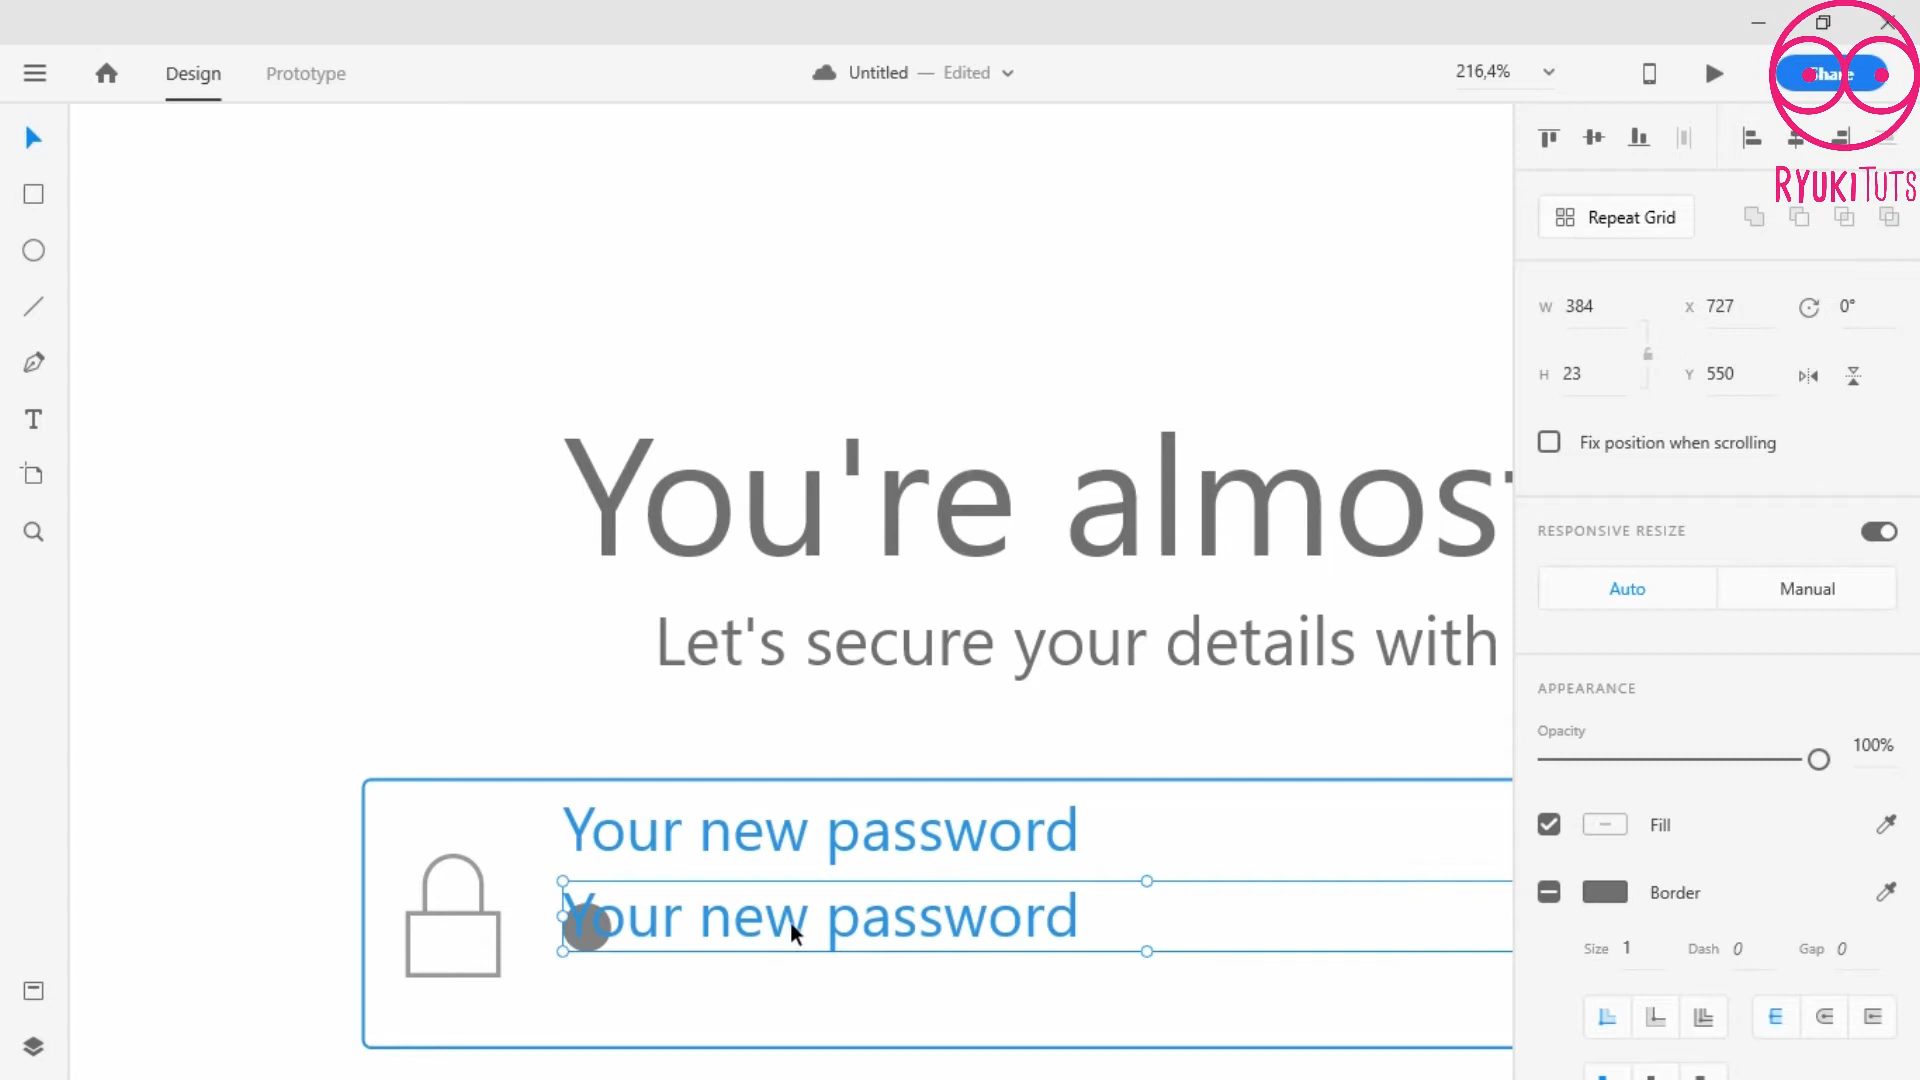 Design
Prototype
Untitled — Edited
216,4%
Share
RYUKITUTS
Repeat Grid
W 384
X 727
0°
H 23
Y 550
Fix position when scrolling
You're almost
RESPONSIVE RESIZE
Auto
Manual
Let's secure your details with
APPEARANCE
Opacity
100%
Your new password
Fill
Your new password
Border
Size 1
Dash 0
Gap 0